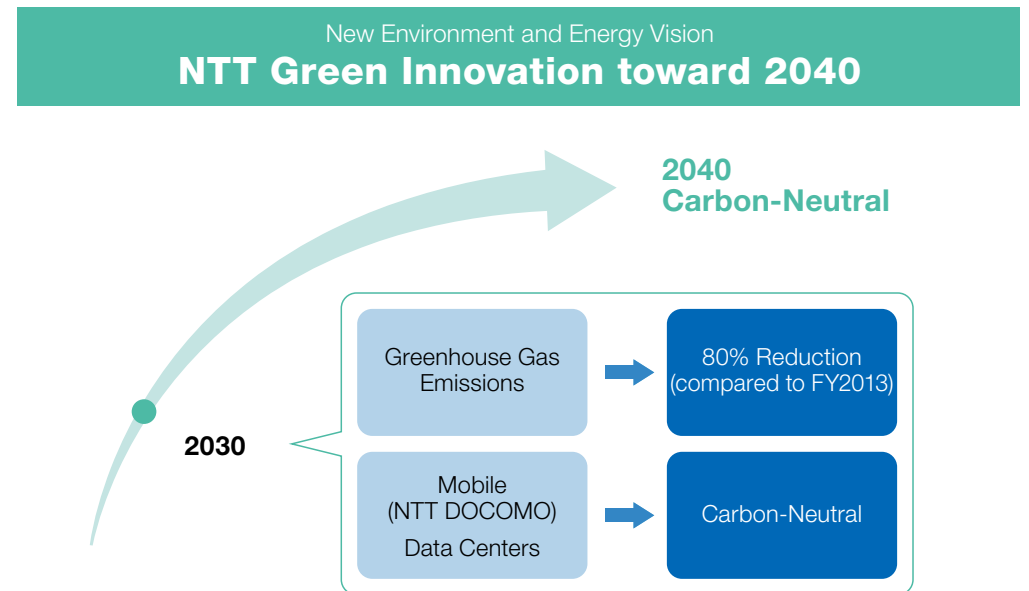 New Environment and Energy Vision
NTT Green Innovation toward 2040
2040
Carbon-Neutral
2030
Greenhouse Gas
Emissions
80% Reduction
(compared to FY2013)
Mobile
(NTT DOCOMO)
Data Centers
Carbon-Neutral